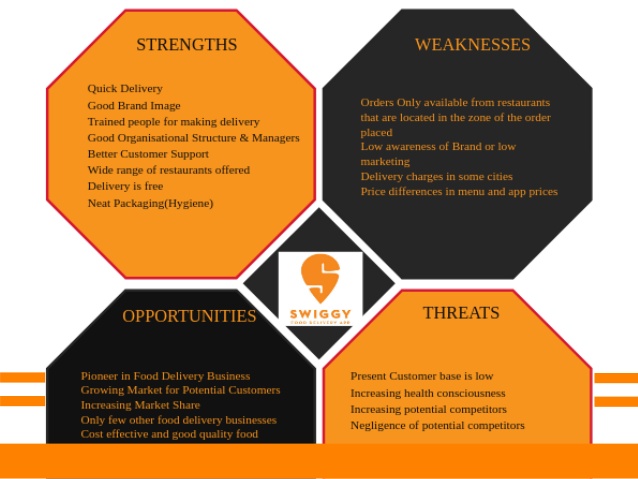 STRENGTHS
Quick Delivery
Good Brand Image
Trained people for making delivery
Good Organisational Structure & Managers
Better Customer Support
Wide range of restaurants offered
Delivery is free
Neat Packaging(Hygiene)
WEAKNESSES
Orders Only available from restaurants
that are located in the zone of the order
placed
Low awareness of Brand or low
marketing
Delivery charges in some cities
Price differences in menu and app prices
SWIGGY
FOOD DELIVERY APP
OPPORTUNITIES
Pioneer in Food Delivery Business
Growing Market for Potential Customers
Increasing Market Share
Only few other food delivery businesses
Cost effective and good quality food
THREATS
Present Customer base is low
Increasing health consciousness
Increasing potential competitors
Negligence of potential competitors